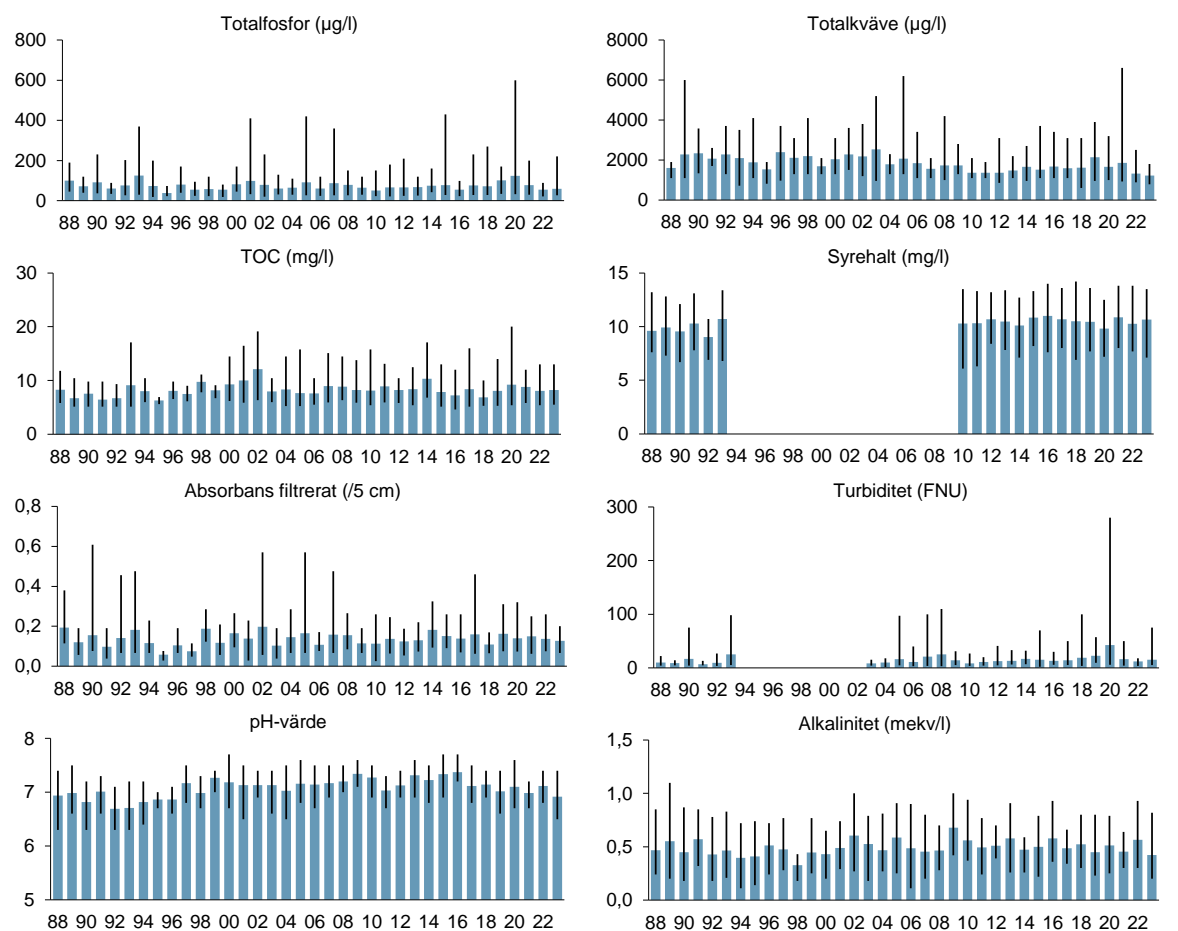 Totalfosfor (µg/l)
800
600
400
200
0
88 90 92 94 96 98 00 02 04 06 08 10 12 14 16 18 20 22
Totalkväve (µg/l)
8000
6000
4000
2000
0
88 90 92 94 96 98 00 02 04 06 08 10 12 14 16 18 20 22
TOC (mg/l)
30
20
10
0
88 90 92 94 96 98 00 02 04 06 08 10 12 14 16 18 20 22
Syrehalt (mg/l)
15
10
5
0
88 90 92 94 96 98 00 02 04 06 08 10 12 14 16 18 20 22
Absorbans filtrerat (/5 cm)
0,8
0,6
0,4
0,2
0,0
88 90 92 94 96 98 00 02 04 06 08 10 12 14 16 18 20 22
Turbiditet (FNU)
300
200
100
0
88 90 92 94 96 98 00 02 04 06 08 10 12 14 16 18 20 22
pH-värde
8
7
6
5
88 90 92 94 96 98 00 02 04 06 08 10 12 14 16 18 20 22
Alkalinitet (mekv/l)
1,5
1,0
0,5
0,0
88 90 92 94 96 98 00 02 04 06 08 10 12 14 16 18 20 22